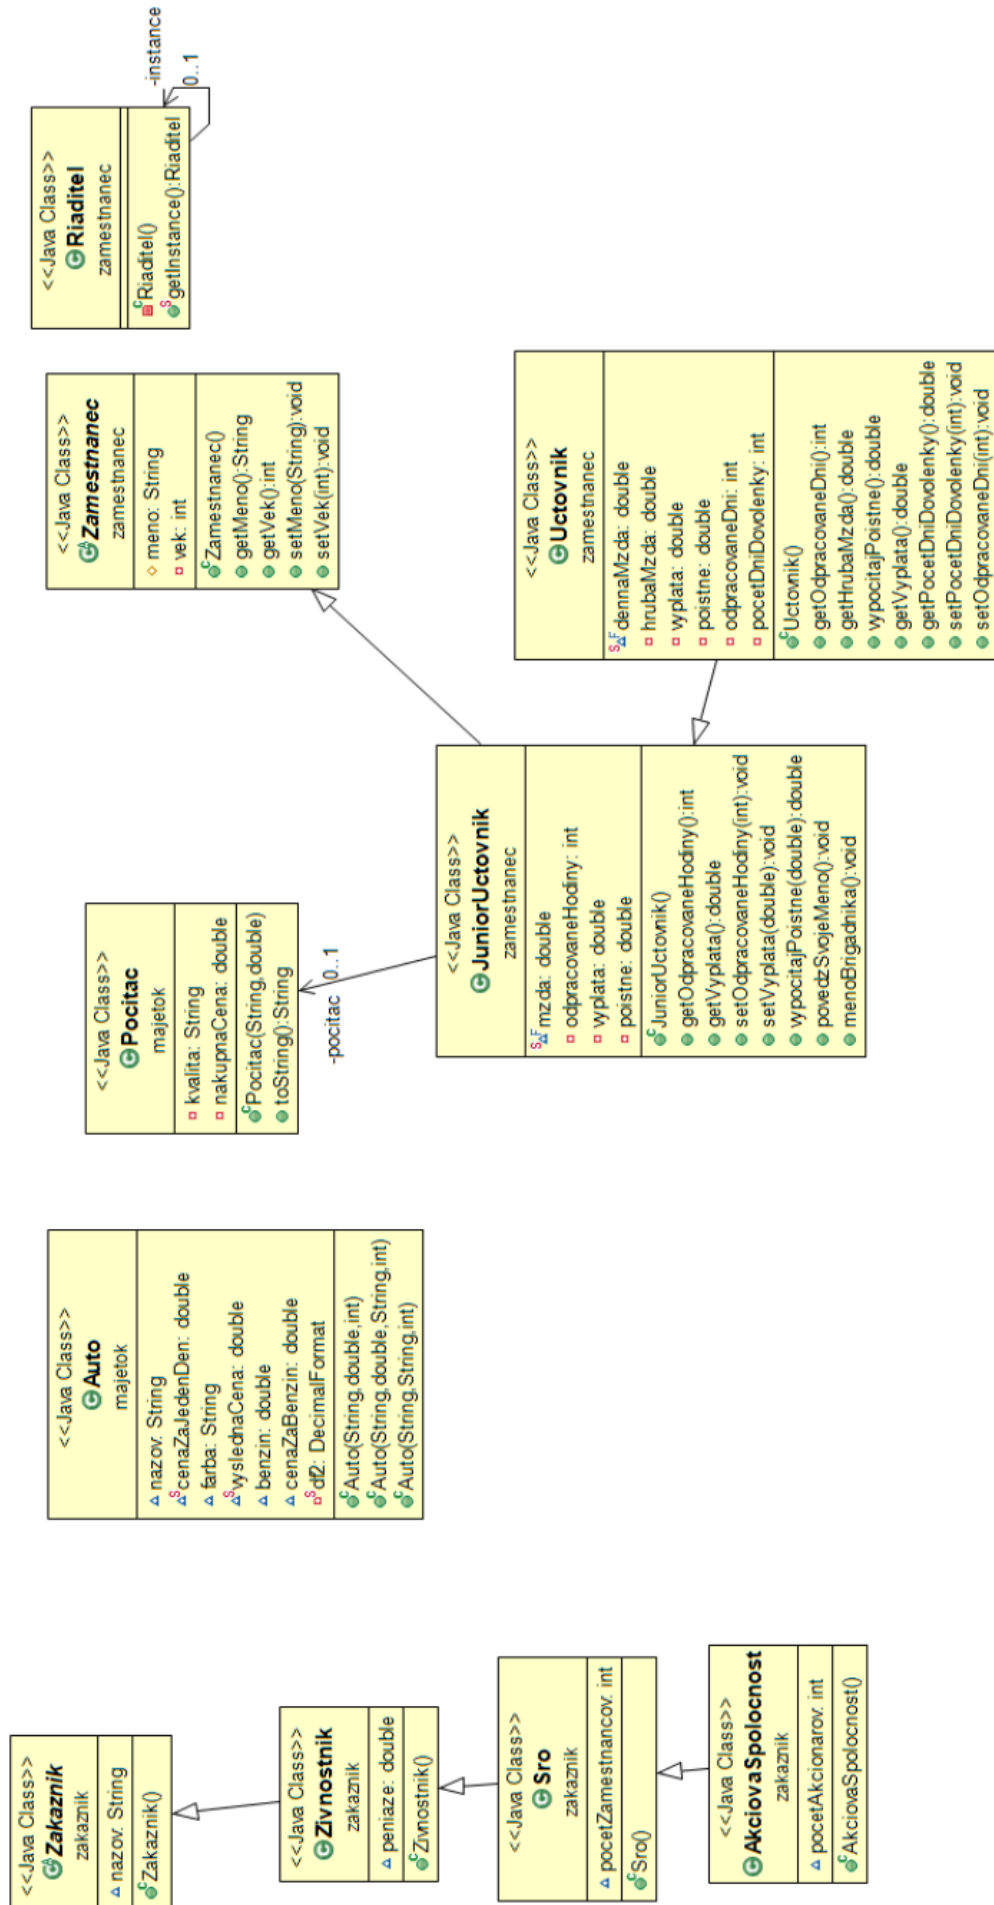 <<Java Class>>
Zakaznik
zakaznik
nazov: String
Zakaznik()
<<Java Class>>
Zivnostnik
zakaznik
peniaze: double
Zivnostnik()
<<Java Class>>
Sro
zakaznik
pocetZamestnancov: int
Sro()
<<Java Class>>
AkciovaSpolocnost
zakaznik
pocetAkcionarov: int
AkciovaSpolocnost()
<<Java Class>>
Auto
majetok
nazov: String
cenaZaJedenDen: double
farba: String
vyslednaCena: double
benzin: double
cenaZaBenzin: double
df2: DecimalFormat
Auto(String,double,int)
Auto(String,double,String,int)
Auto(String,String,int)
<<Java Class>>
Pocitac
majetok
kvalita: String
nakupnaCena: double
Pocitac(String,double)
toString():String
-pocitac 0..1
<<Java Class>>
JuniorUctovnik
zamestnanec
mzda: double
odpracovaneHodiny: int
vyplata: double
poistne: double
JuniorUctovnik()
getOdpracovaneHodiny():int
getVyplata():double
setOdpracovaneHodiny(int):void
setVyplata(double):void
vypocitajPoistne(double):double
povedzSvojeMeno():void
menoBrigadnika():void
<<Java Class>>
Zamestnanec
zamestnanec
meno: String
vek: int
Zamestnanec()
getMeno():String
getVek():int
setMeno(String):void
setVek(int):void
<<Java Class>>
Uctovnik
zamestnanec
dennaMzda: double
hrubaMzda: double
vyplata: double
poistne: double
odpracovaneDni: int
pocetDniDovolenky: int
Uctovnik()
getOdpracovaneDni():int
getHrubaMzda():double
vypocitajPoistne():double
getVyplata():double
getPocetDniDovolenky():double
setPocetDniDovolenky(int):void
setOdpracovaneDni(int):void
<<Java Class>>
Riaditel
zamestnanec
Riaditel()
getInstance():Riaditel
-instance
0..1